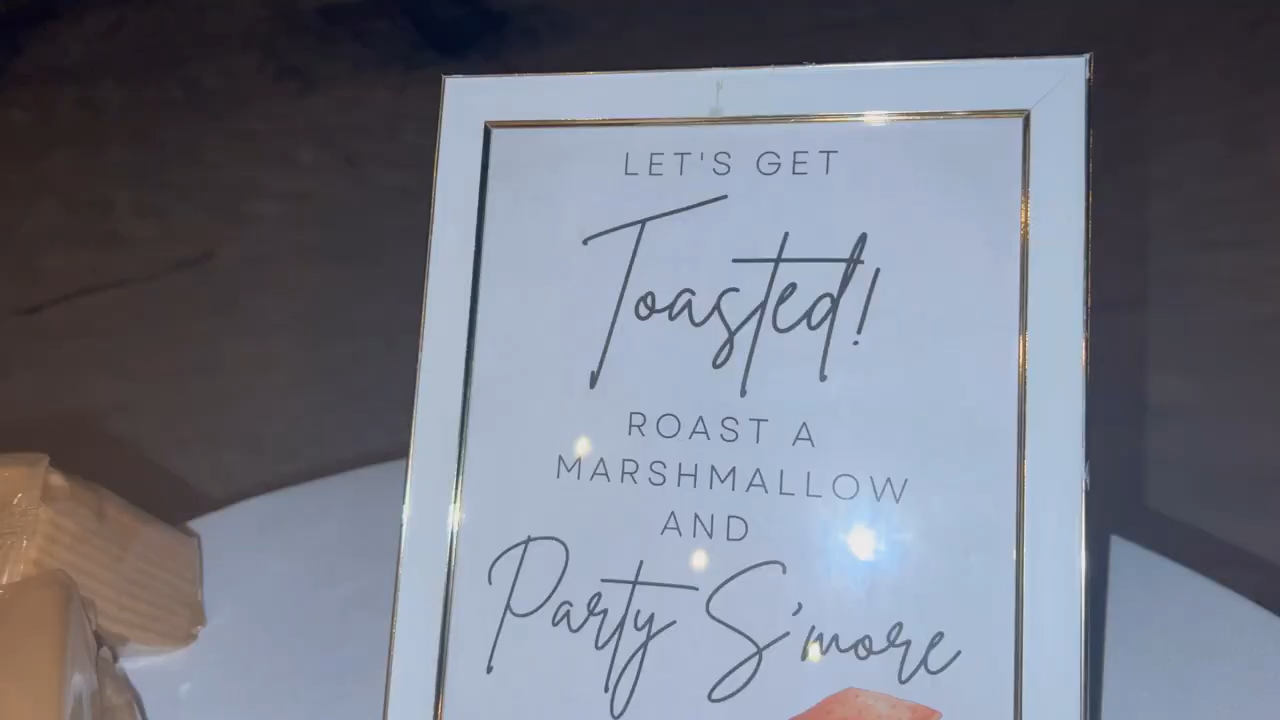 LET'S GET
Toasted!
ROAST A
MARSHMALLOW
AND
Party S'more